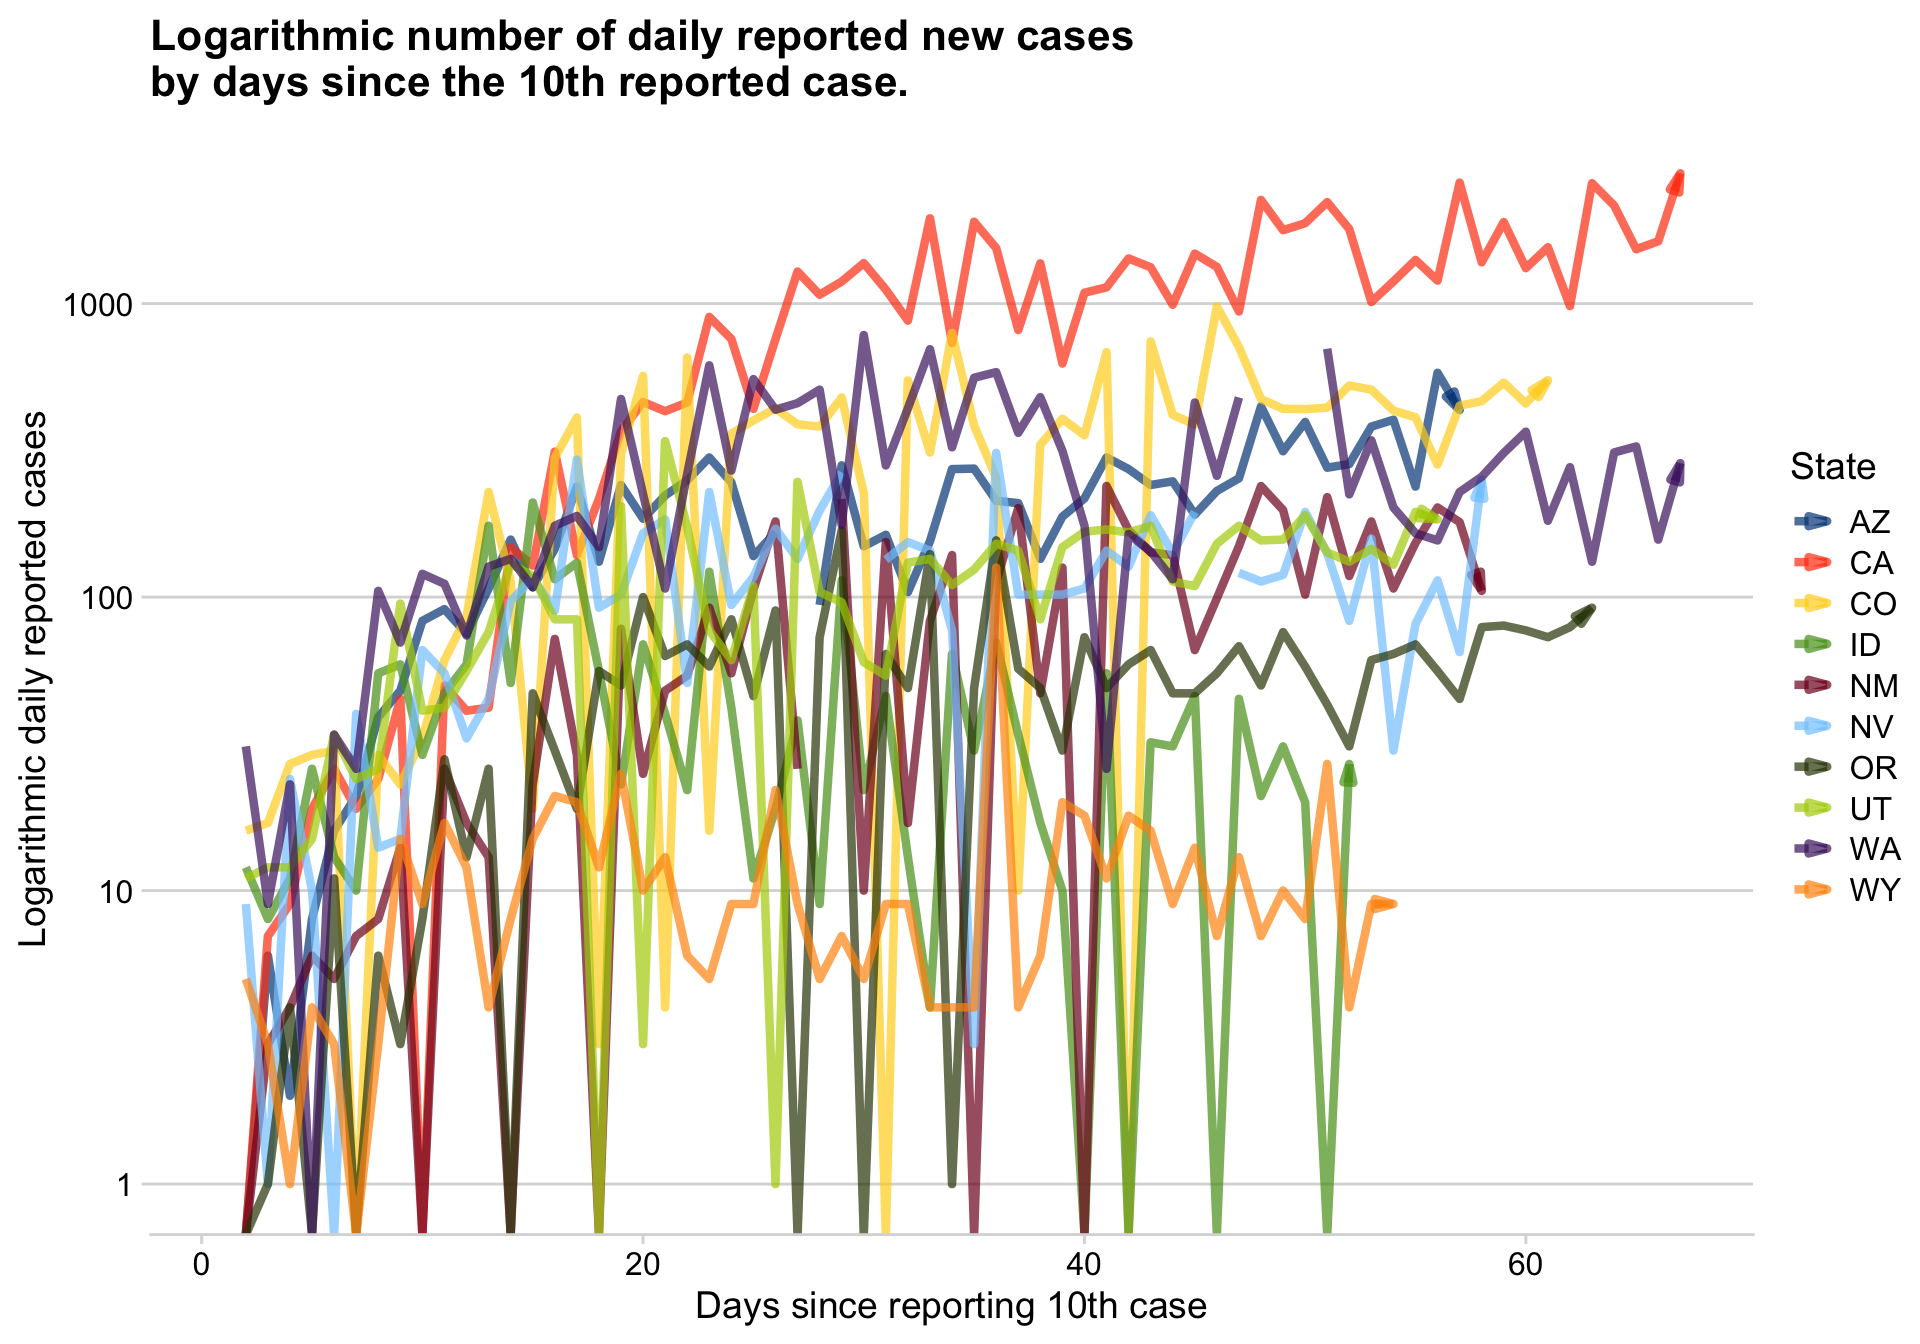 Logarithmic number of daily reported new cases
by days since the 10th reported case.
Logarithmic daily reported cases
1000
100
10
1
0
20
40
60
Days since reporting 10th case
State
AZ
CA
CO
ID
NM
NV
OR
UT
WA
WY